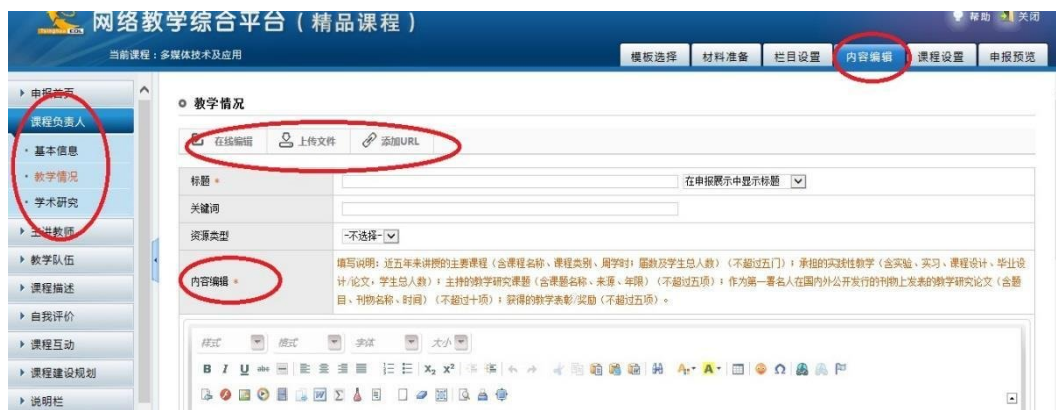 网络教学综合平台（精品课程）
帮助 关闭
当前课程：多媒体技术及应用
模板选择 材料准备 栏目设置 内容编辑 课程设置 申报预览
申报首页
课程负责人
基本信息
教学情况
学术研究
主讲教师
教学队伍
课程描述
自我评价
课程互动
课程建设规划
说明栏
教学情况
在线编辑 上传文件 添加URL
标题 * 在申报展示中显示标题
关键词
资源类型 -不选择-
内容编辑 *
填写说明：近五年来讲授的主要课程（含课程名称、课程类别、周学时；届数及学生总人数）（不超过五门）；承担的实践性教学（含实验、实习、课程设计、毕业设
计/论文，学生总人数）；主持的教学研究课题（含课题名称、来源、年限）（不超过五项）；作为第一署名人在国内外公开发行的刊物上发表的教学研究论文（含题
目、刊物名称、时间）（不超过十项）；获得的教学表彰/奖励（不超过五项）。
样式 格式 字体 大小
B I U abc X₂ X² A A Ω
Σ